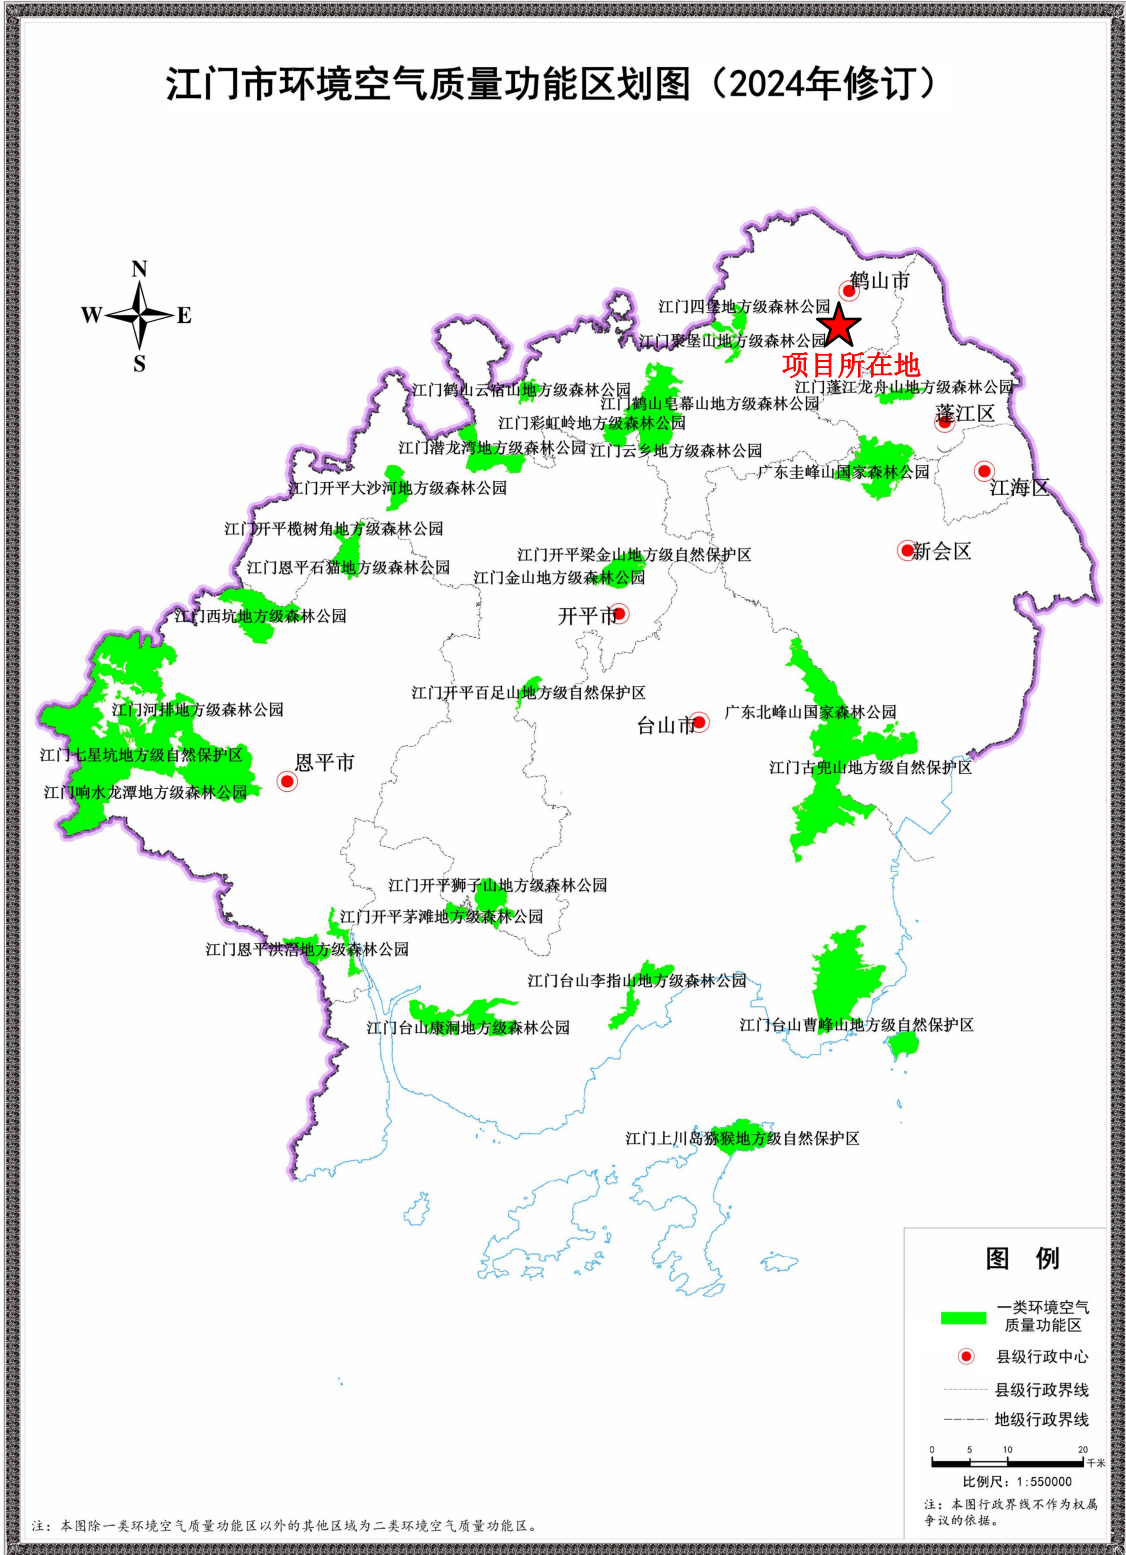 江门市环境空气质量功能区划图（2024年修订）
N
W
E
S
鹤山市
江门四堡地方级森林公园
江门聚堡山地方级森林公园
项目所在地
江门鹤山云宿山地方级森林公园
江门蓬江龙舟山地方级森林公园
江门鹤山皂幕山地方级森林公园
蓬江区
江门彩虹岭地方级森林公园
江门潜龙湾地方级森林公园
江门云乡地方级森林公园
广东圭峰山国家森林公园
江门开平大沙河地方级森林公园
江海区
江门开平榄树角地方级森林公园
新会区
江门开平梁金山地方级自然保护区
江门恩平石猫地方级森林公园
江门金山地方级森林公园
开平市
江门西坑地方级森林公园
江门开平百足山地方级自然保护区
江门河排地方级森林公园
广东北峰山国家森林公园
台山市
江门七星坑地方级自然保护区
恩平市
江门古兜山地方级自然保护区
江门响水龙潭地方级森林公园
江门开平狮子山地方级森林公园
江门开平茅滩地方级森林公园
江门恩平洪滘地方级森林公园
江门台山李指山地方级森林公园
江门台山康洞地方级森林公园
江门台山曹峰山地方级自然保护区
江门上川岛猕猴地方级自然保护区
图 例
一类环境空气
质量功能区
县级行政中心
县级行政界线
地级行政界线
0 5 10 20
千米
比例尺：1:550000
注：本图行政界线不作为权属
争议的依据。
注：本图除一类环境空气质量功能区以外的其他区域为二类环境空气质量功能区。